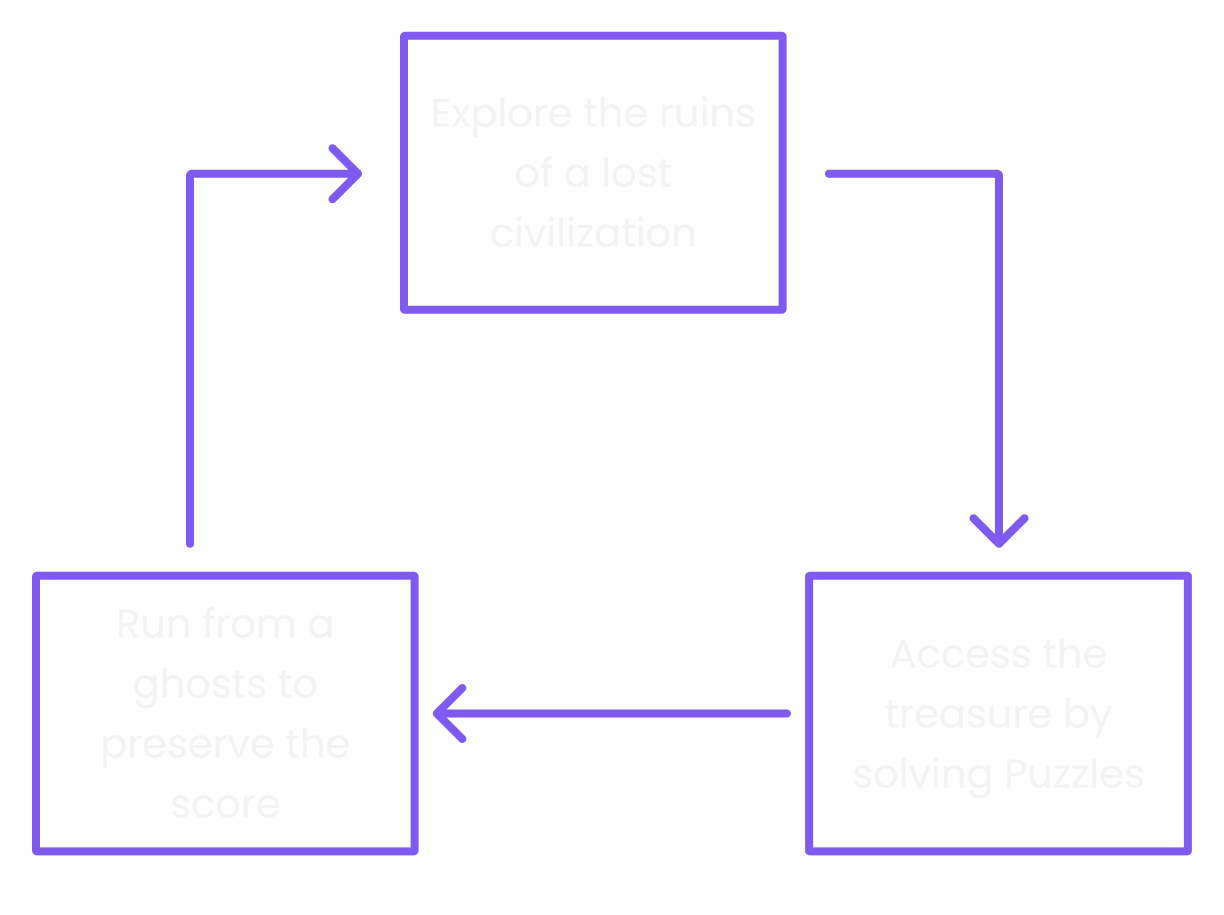 Explore the ruins
of a lost
civilization
Access the
treasure by
solving Puzzles
Run from a
ghosts to
preserve the
score